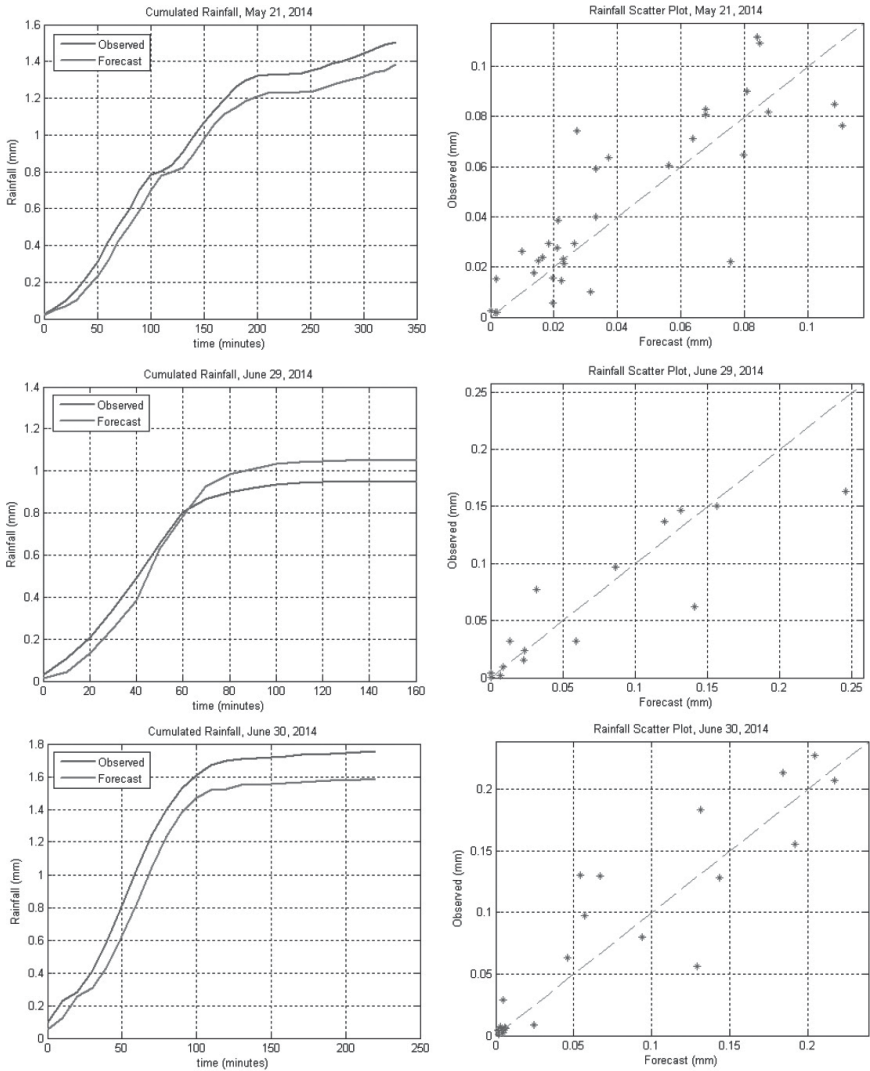 Cumulated Rainfall, May 21, 2014
1.6
1.4
1.2
1
0.8
0.6
0.4
0.2
0
Rainfall (mm)
Observed
Forecast
0 50 100 150 200 250 300 350
time (minutes)
Rainfall Scatter Plot, May 21, 2014
0.1
0.08
0.06
0.04
0.02
0
Observed (mm)
0 0.02 0.04 0.06 0.08 0.1
Forecast (mm)
Cumulated Rainfall, June 29, 2014
1.4
1.2
1
0.8
0.6
0.4
0.2
0
Rainfall (mm)
Observed
Forecast
0 20 40 60 80 100 120 140 160
time (minutes)
Rainfall Scatter Plot, June 29, 2014
0.25
0.2
0.15
0.1
0.05
0
Observed (mm)
0 0.05 0.1 0.15 0.2 0.25
Forecast (mm)
Cumulated Rainfall, June 30, 2014
1.8
1.6
1.4
1.2
1
0.8
0.6
0.4
0.2
0
Rainfall (mm)
Observed
Forecast
0 50 100 150 200 250
time (minutes)
Rainfall Scatter Plot, June 30, 2014
0.2
0.15
0.1
0.05
0
Observed (mm)
0 0.05 0.1 0.15 0.2
Forecast (mm)